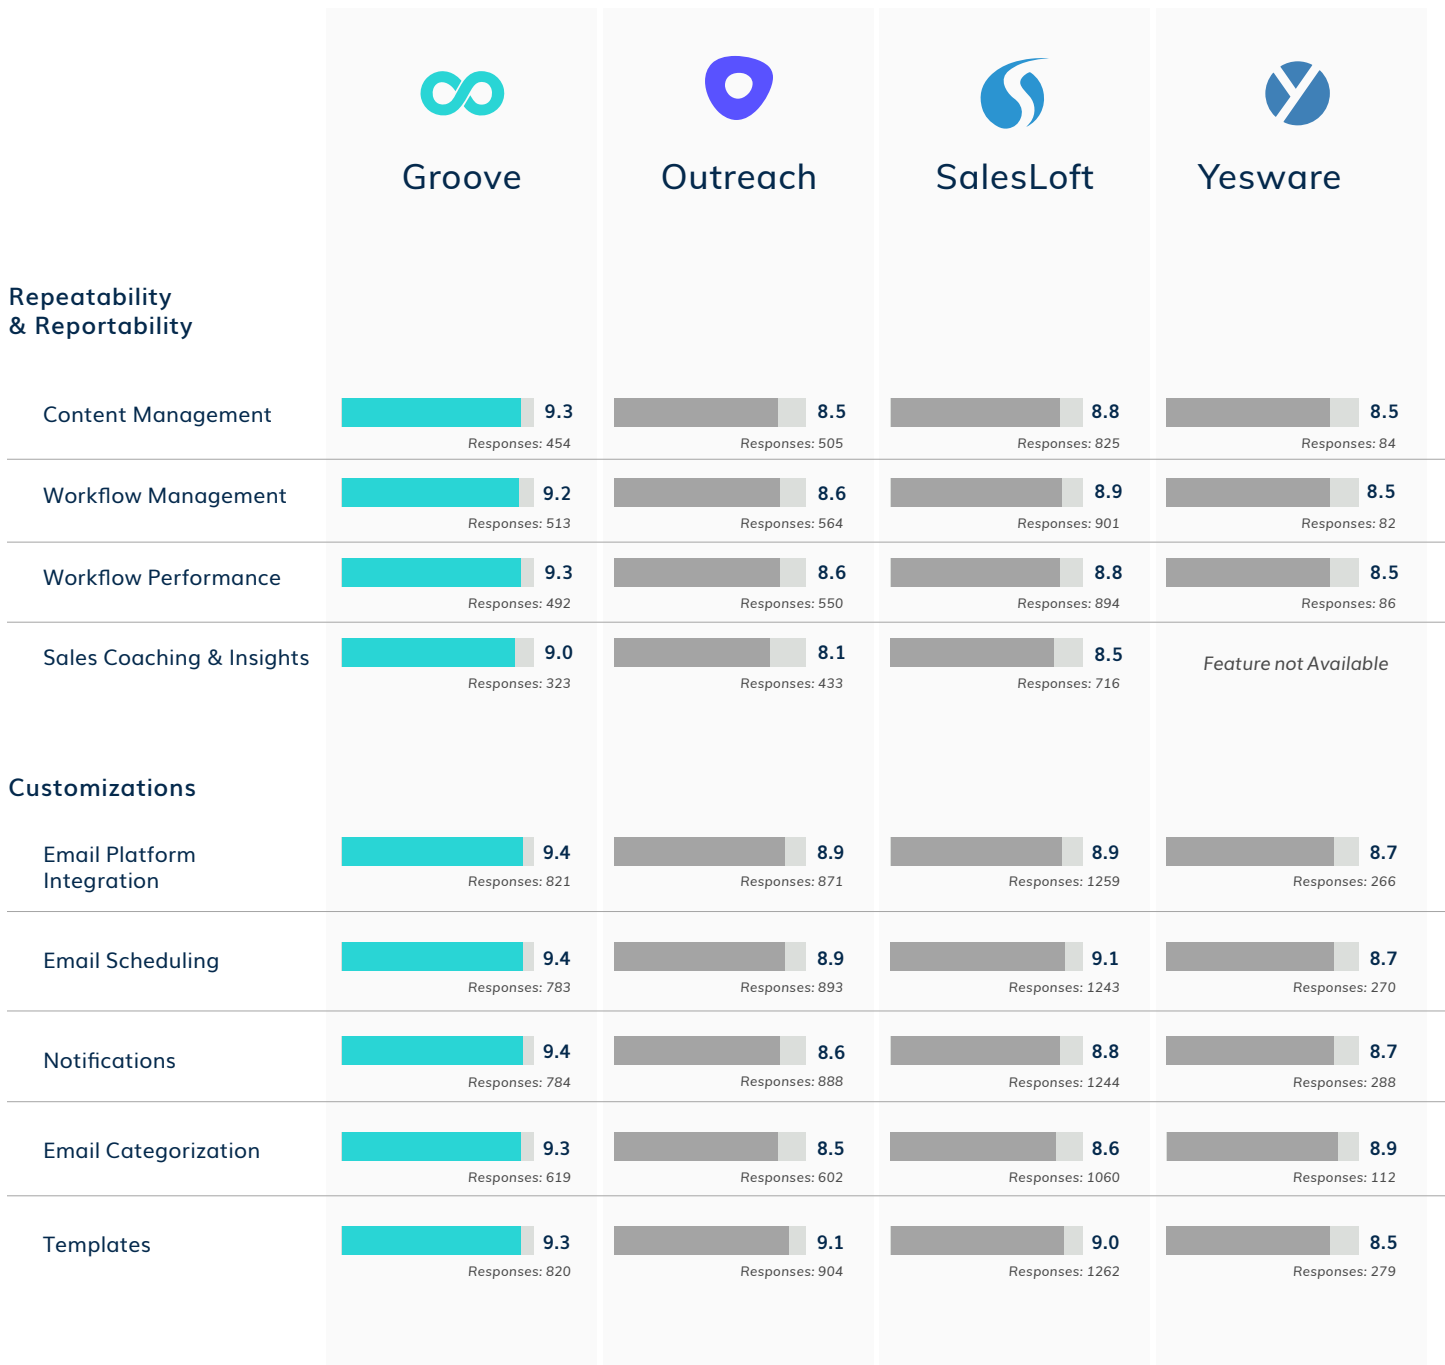 Groove Outreach SalesLoft Yesware
Repeatability
& Reportability
Content Management 9.3 8.5 8.8 8.5
Responses: 454 Responses: 505 Responses: 825 Responses: 84
Workflow Management 9.2 8.6 8.9 8.5
Responses: 513 Responses: 564 Responses: 901 Responses: 82
Workflow Performance 9.3 8.6 8.8 8.5
Responses: 492 Responses: 550 Responses: 894 Responses: 86
Sales Coaching & Insights 9.0 8.1 8.5 Feature not Available
Responses: 323 Responses: 433 Responses: 716
Customizations
Email Platform 9.4 8.9 8.9 8.7
Integration Responses: 821 Responses: 871 Responses: 1259 Responses: 266
Email Scheduling 9.4 8.9 9.1 8.7
Responses: 783 Responses: 893 Responses: 1243 Responses: 270
Notifications 9.4 8.6 8.8 8.7
Responses: 784 Responses: 888 Responses: 1244 Responses: 288
Email Categorization 9.3 8.5 8.6 8.9
Responses: 619 Responses: 602 Responses: 1060 Responses: 112
Templates 9.3 9.1 9.0 8.5
Responses: 820 Responses: 904 Responses: 1262 Responses: 279